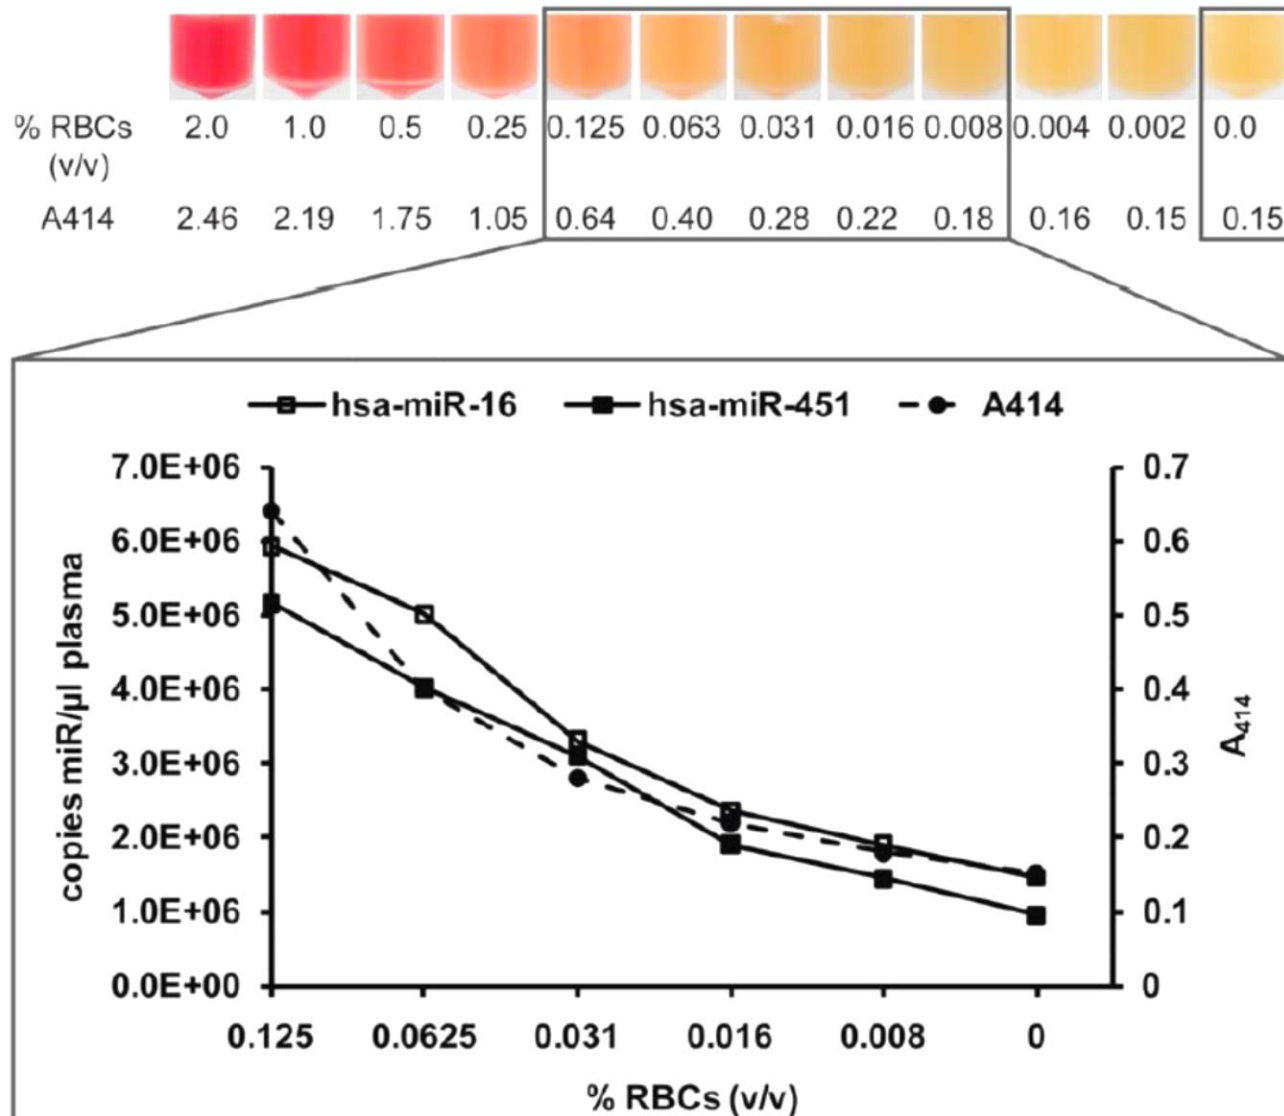 % RBCs 2.0 1.0 0.5 0.25 0.125 0.063 0.031 0.016 0.008 0.004 0.002 0.0
(v/v)
A414 2.46 2.19 1.75 1.05 0.64 0.40 0.28 0.22 0.18 0.16 0.15 0.15
hsa-miR-16 hsa-miR-451 A414
copies miR/µl plasma
7.0E+06
6.0E+06
5.0E+06
4.0E+06
3.0E+06
2.0E+06
1.0E+06
0.0E+00
0.7
0.6
0.5
0.4
0.3
0.2
0.1
0
A414
0.125 0.0625 0.031 0.016 0.008 0
% RBCs (v/v)